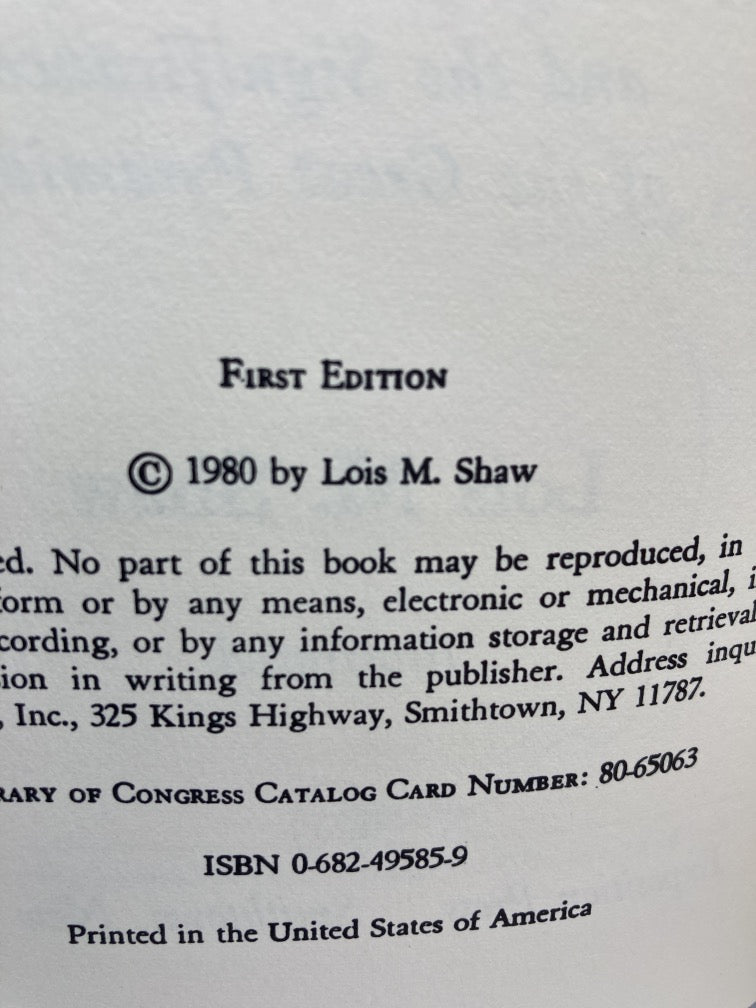 FIRST EDITION
© 1980 by Lois M. Shaw
ed. No part of this book may be reproduced, in
form or by any means, electronic or mechanical, i
cording, or by any information storage and retrieval
ion in writing from the publisher. Address inqu
, Inc., 325 Kings Highway, Smithtown, NY 11787.
RARY OF CONGRESS CATALOG CARD NUMBER: 80-65063
ISBN 0-682-49585-9
Printed in the United States of America